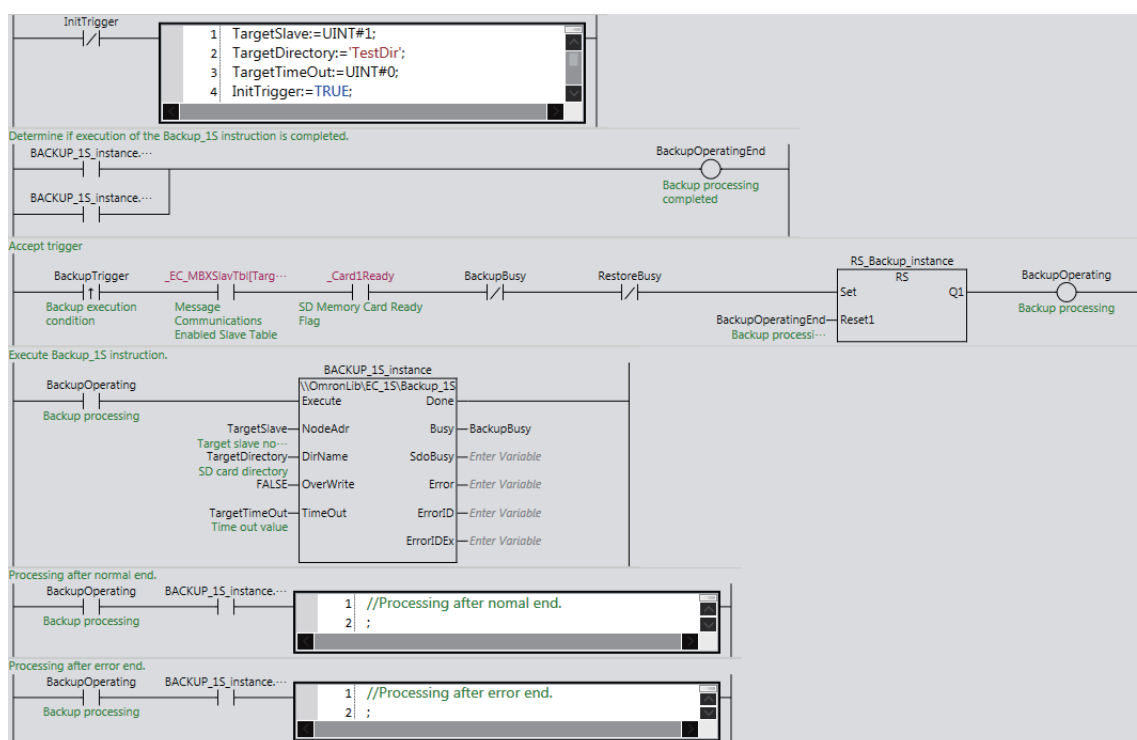 InitTrigger
1 TargetSlave:=UINT#1;
2 TargetDirectory:='TestDir';
3 TargetTimeOut:=UINT#0;
4 InitTrigger:=TRUE;
Determine if execution of the Backup_1S instruction is completed.
BACKUP_1S_instance.···
BackupOperatingEnd
Backup processing
completed
BACKUP_1S_instance.···
Accept trigger
BackupTrigger
Backup execution
condition
_EC_MBXSlavTbl[Targ···
Message
Communications
Enabled Slave Table
_Card1Ready
SD Memory Card Ready
Flag
BackupBusy
RestoreBusy
RS_Backup_instance
RS
Set Q1
BackupOperatingEnd Reset1
Backup processi···
BackupOperating
Backup processing
Execute Backup_1S instruction.
BackupOperating
Backup processing
BACKUP_1S_instance
\\OmronLib\EC_1S\Backup_1S
Execute Done
TargetSlave NodeAdr Busy BackupBusy
Target slave no···
TargetDirectory DirName SdoBusy Enter Variable
SD card directory
FALSE OverWrite Error Enter Variable
TargetTimeOut TimeOut ErrorID Enter Variable
Time out value
ErrorIDEx Enter Variable
Processing after normal end.
BackupOperating BACKUP_1S_instance.···
Backup processing
1 //Processing after nomal end.
2 ;
Processing after error end.
BackupOperating BACKUP_1S_instance.···
Backup processing
1 //Processing after error end.
2 ;